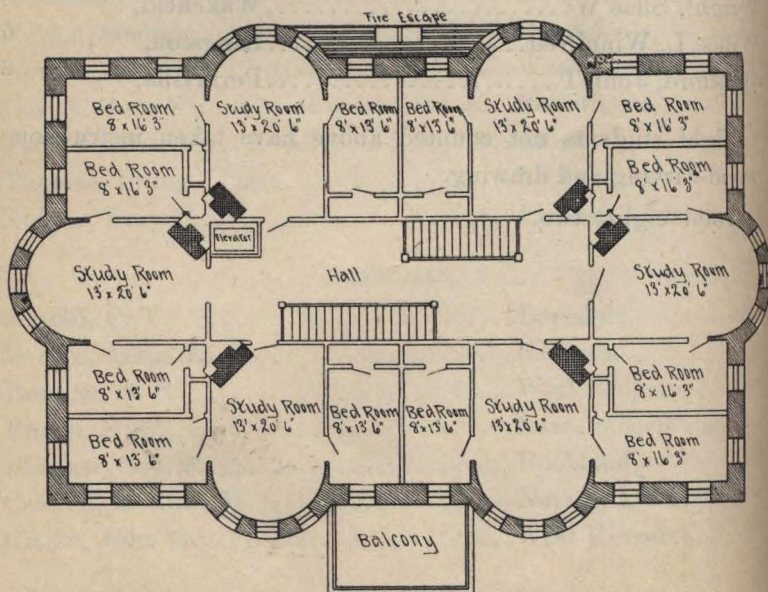 Fire Escape
Bed Room
8' x 16' 3"
Study Room
13' x 20' 6"
Bed Room
8' x 13' 6"
Bed Room
8' x 13' 6"
Study Room
13' x 20' 6"
Bed Room
8' x 16' 3"
Bed Room
8' x 16' 3"
Bed Room
8' x 16' 3"
Elevator
Study Room
13' x 20' 6"
Hall
Study Room
13' x 20' 6"
Bed Room
8' x 13' 6"
Bed Room
8' x 16' 3"
Study Room
13' x 20' 6"
Bed Room
8' x 13' 6"
Bed Room
8' x 13' 6"
Study Room
13' x 20' 6"
Bed Room
8' x 13' 6"
Bed Room
8' x 16' 3"
Balcony